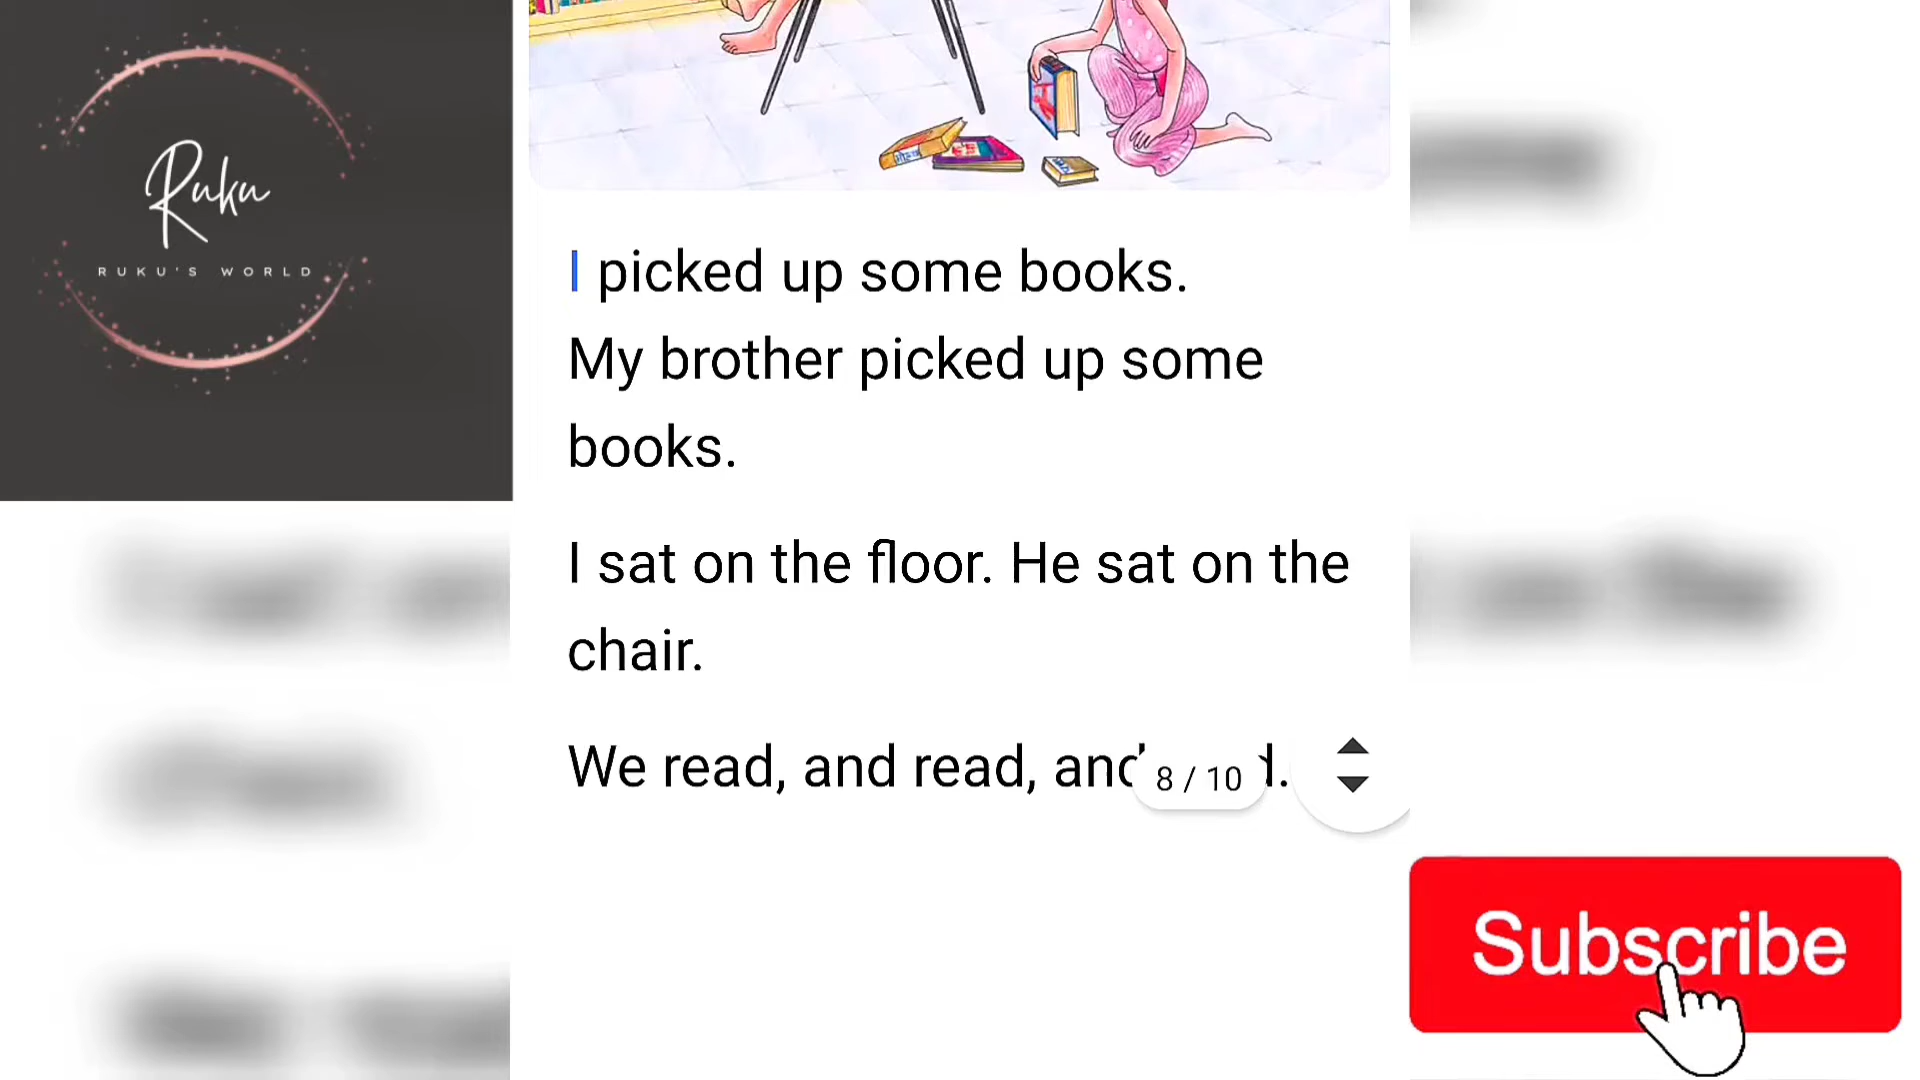 Ruku
RUKU'S WORLD
I picked up some books.
My brother picked up some
books.
I sat on the floor. He sat on the
chair.
We read, and read, and
8 / 10
Subscribe